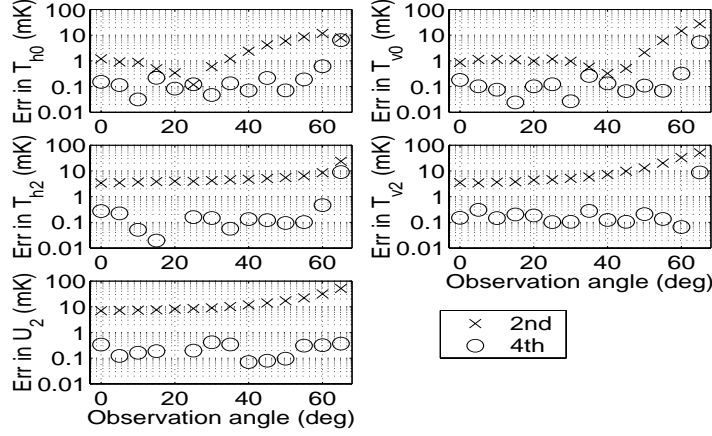 100
10
1
0.1
0.01
0 20 40 60
Err in T_h0 (mK)
100
10
1
0.1
0.01
0 20 40 60
Err in T_v0 (mK)
100
10
1
0.1
0.01
0 20 40 60
Err in T_h2 (mK)
100
10
1
0.1
0.01
0 20 40 60
Err in T_v2 (mK)
Observation angle (deg)
100
10
1
0.1
0.01
0 20 40 60
Err in U_2 (mK)
Observation angle (deg)
2nd
4th